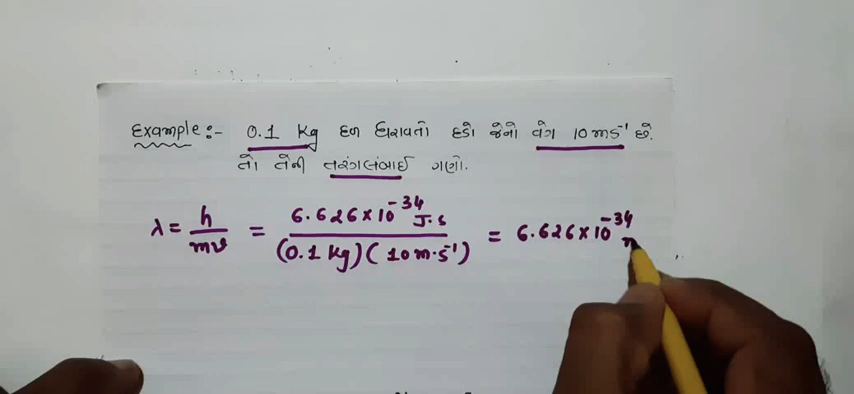 Example :- 0.1 Kg દળ ધરાવતો દડો જેનો વેગ 10 ms⁻¹ છે.
તો તેની તરંગલંબાઈ ગણો.
λ = h / mv = 6.626 × 10⁻³⁴ J.s / (0.1 kg) ( 10 m.s⁻¹ ) = 6.626 × 10⁻³⁴